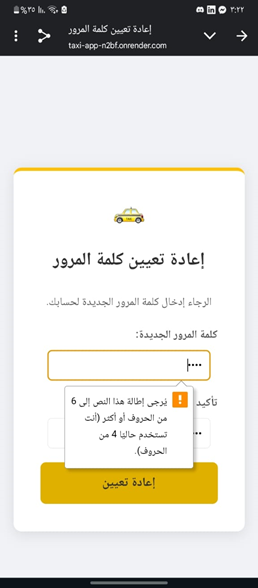 %٣٥ ٣:٢٢
إعادة تعيين كلمة المرور
taxi-app-n2bf.onrender.com
إعادة تعيين كلمة المرور
الرجاء إدخال كلمة المرور الجديدة لحسابك.
كلمة المرور الجديدة:
••••
تأكيد
يُرجى إطالة هذا النص إلى 6
من الحروف أو أكثر (أنت
تستخدم حاليًا 4 من
الحروف).
•••
إعادة تعيين